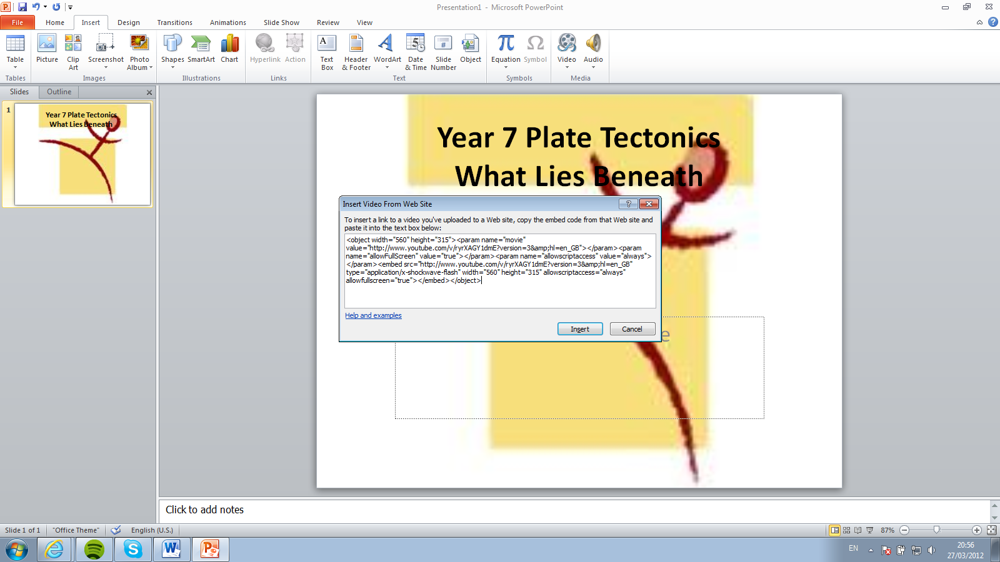 Presentation1 - Microsoft PowerPoint
File Home Insert Design Transitions Animations Slide Show Review View
Table Picture Clip Art Screenshot Photo Album Shapes SmartArt Chart Hyperlink Action Text Box Header & Footer WordArt Date & Time Slide Number Object Equation Symbol Video Audio
Tables Images Illustrations Links Text Symbols Media
Slides Outline
1
Year 7 Plate Tectonics
What Lies Beneath
Year 7 Plate Tectonics
What Lies Beneath
Insert Video From Web Site
To insert a link to a video you've uploaded to a Web site, copy the embed code from that Web site and
paste it into the text box below:
<object width="560" height="315"><param name="movie"
value="http://www.youtube.com/v/ryrXAGY1dmE?version=3&amp;hl=en_GB"></param><param
name="allowFullScreen" value="true"></param><param name="allowscriptaccess" value="always">
</param><embed src="http://www.youtube.com/v/ryrXAGY1dmE?version=3&amp;hl=en_GB"
type="application/x-shockwave-flash" width="560" height="315" allowscriptaccess="always"
allowfullscreen="true"></embed></object>
Help and examples
Insert Cancel
e
Click to add notes
Slide 1 of 1 "Office Theme" English (U.S.) 87%
EN 20:56
27/03/2012